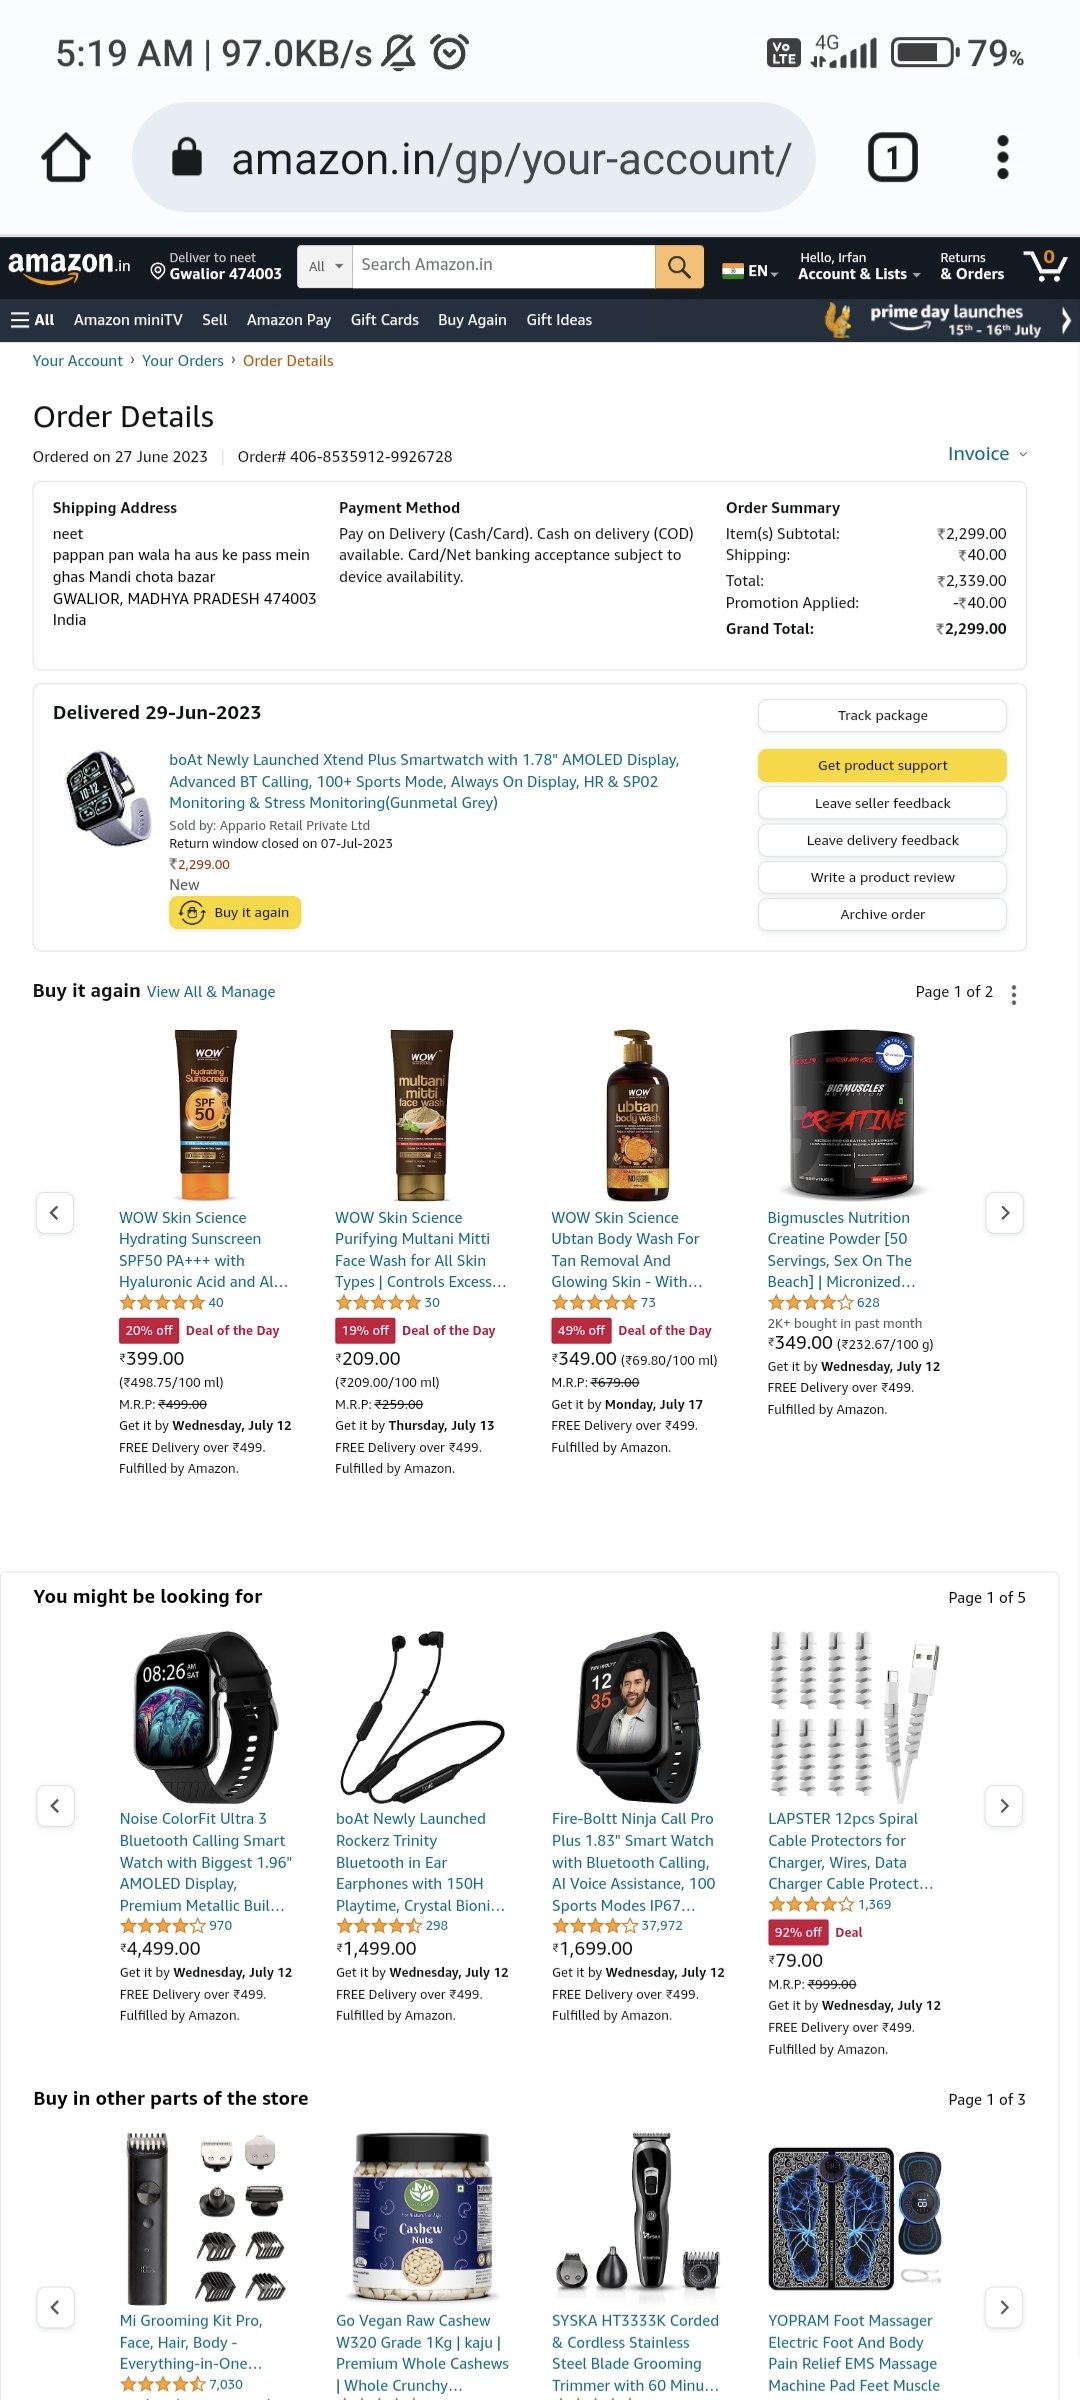 5:19 AM | 97.0KB/s
Vo LTE 4G 79%
amazon.in/gp/your-account/
1
amazon.in
Deliver to neet
Gwalior 474003
All
Search Amazon.in
EN
Hello, Irfan
Account & Lists
Returns
& Orders
0
All Amazon miniTV Sell Amazon Pay Gift Cards Buy Again Gift Ideas
prime day launches
15th - 16th July
Your Account › Your Orders › Order Details
Order Details
Ordered on 27 June 2023 | Order# 406-8535912-9926728
Invoice
Shipping Address
neet
pappan pan wala ha aus ke pass mein
ghas Mandi chota bazar
GWALIOR, MADHYA PRADESH 474003
India
Payment Method
Pay on Delivery (Cash/Card). Cash on delivery (COD)
available. Card/Net banking acceptance subject to
device availability.
Order Summary
Item(s) Subtotal: ₹2,299.00
Shipping: ₹40.00
Total: ₹2,339.00
Promotion Applied: -₹40.00
Grand Total: ₹2,299.00
Delivered 29-Jun-2023
10:12
boAt Newly Launched Xtend Plus Smartwatch with 1.78" AMOLED Display,
Advanced BT Calling, 100+ Sports Mode, Always On Display, HR & SP02
Monitoring & Stress Monitoring(Gunmetal Grey)
Sold by: Appario Retail Private Ltd
Return window closed on 07-Jul-2023
₹2,299.00
New
Buy it again
Track package
Get product support
Leave seller feedback
Leave delivery feedback
Write a product review
Archive order
Buy it again View All & Manage
Page 1 of 2
WOW
hydrating
Sunscreen
SPF
50
WOW Skin Science
Hydrating Sunscreen
SPF50 PA+++ with
Hyaluronic Acid and Al...
40
20% off Deal of the Day
₹399.00
(₹498.75/100 ml)
M.R.P: ₹499.00
Get it by Wednesday, July 12
FREE Delivery over ₹499.
Fulfilled by Amazon.
WOW
multani
mitti
face wash
WOW Skin Science
Purifying Multani Mitti
Face Wash for All Skin
Types | Controls Excess...
30
19% off Deal of the Day
₹209.00
(₹209.00/100 ml)
M.R.P: ₹259.00
Get it by Thursday, July 13
FREE Delivery over ₹499.
Fulfilled by Amazon.
WOW
ubtan
body wash
WOW Skin Science
Ubtan Body Wash For
Tan Removal And
Glowing Skin - With...
73
49% off Deal of the Day
₹349.00 (₹69.80/100 ml)
M.R.P: ₹679.00
Get it by Monday, July 17
FREE Delivery over ₹499.
Fulfilled by Amazon.
BIGMUSCLES
NUTRITION
CREATINE
Bigmuscles Nutrition
Creatine Powder [50
Servings, Sex On The
Beach] | Micronized...
628
2K+ bought in past month
₹349.00 (₹232.67/100 g)
Get it by Wednesday, July 12
FREE Delivery over ₹499.
Fulfilled by Amazon.
You might be looking for
Page 1 of 5
08:26 AM
SAT
Noise ColorFit Ultra 3
Bluetooth Calling Smart
Watch with Biggest 1.96"
AMOLED Display,
Premium Metallic Buil...
970
₹4,499.00
Get it by Wednesday, July 12
FREE Delivery over ₹499.
Fulfilled by Amazon.
boAt Newly Launched
Rockerz Trinity
Bluetooth in Ear
Earphones with 150H
Playtime, Crystal Bioni...
298
₹1,499.00
Get it by Wednesday, July 12
FREE Delivery over ₹499.
Fulfilled by Amazon.
12
35
Fire-Boltt Ninja Call Pro
Plus 1.83" Smart Watch
with Bluetooth Calling,
AI Voice Assistance, 100
Sports Modes IP67...
37,972
₹1,699.00
Get it by Wednesday, July 12
FREE Delivery over ₹499.
Fulfilled by Amazon.
LAPSTER 12pcs Spiral
Cable Protectors for
Charger, Wires, Data
Charger Cable Protect...
1,369
92% off Deal
₹79.00
M.R.P: ₹999.00
Get it by Wednesday, July 12
FREE Delivery over ₹499.
Fulfilled by Amazon.
Buy in other parts of the store
Page 1 of 3
Mi Grooming Kit Pro,
Face, Hair, Body -
Everything-in-One...
7,030
Cashew
Nuts
Go Vegan Raw Cashew
W320 Grade 1Kg | kaju |
Premium Whole Cashews
| Whole Crunchy...
SYSKA HT3333K Corded
& Cordless Stainless
Steel Blade Grooming
Trimmer with 60 Minu...
YOPRAM Foot Massager
Electric Foot And Body
Pain Relief EMS Massage
Machine Pad Feet Muscle